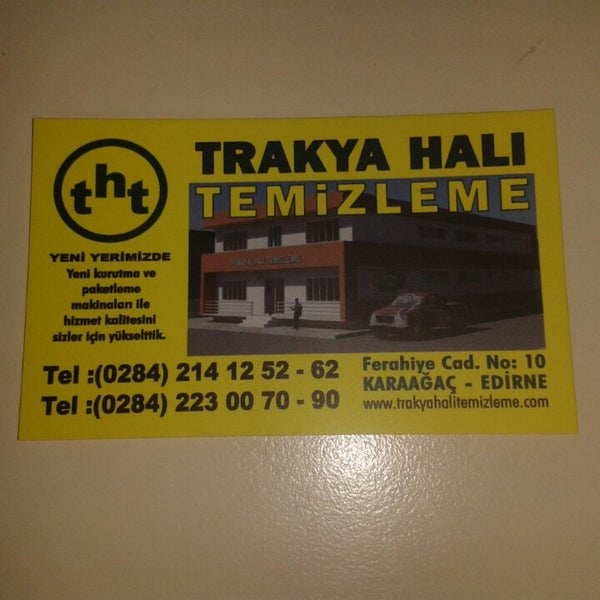 tht
TRAKYA HALI
TEMiZLEME
YENİ YERİMİZDE
Yeni kurutma ve
paketleme
makinaları ile
hizmet kalitesini
sizler için yükselttik.
HALI TEMİZLEME
Tel :(0284) 214 12 52 - 62
Tel :(0284) 223 00 70 - 90
Ferahiye Cad. No: 10
KARAAĞAÇ - EDİRNE
www.trakyahalitemizleme.com